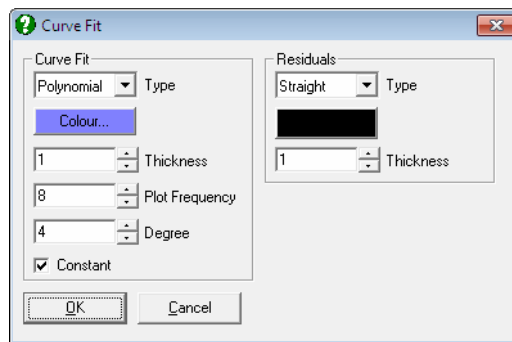 Curve Fit
Curve Fit
Polynomial Type
Colour...
1 Thickness
8 Plot Frequency
4 Degree
Constant
Residuals
Straight Type
1 Thickness
OK Cancel